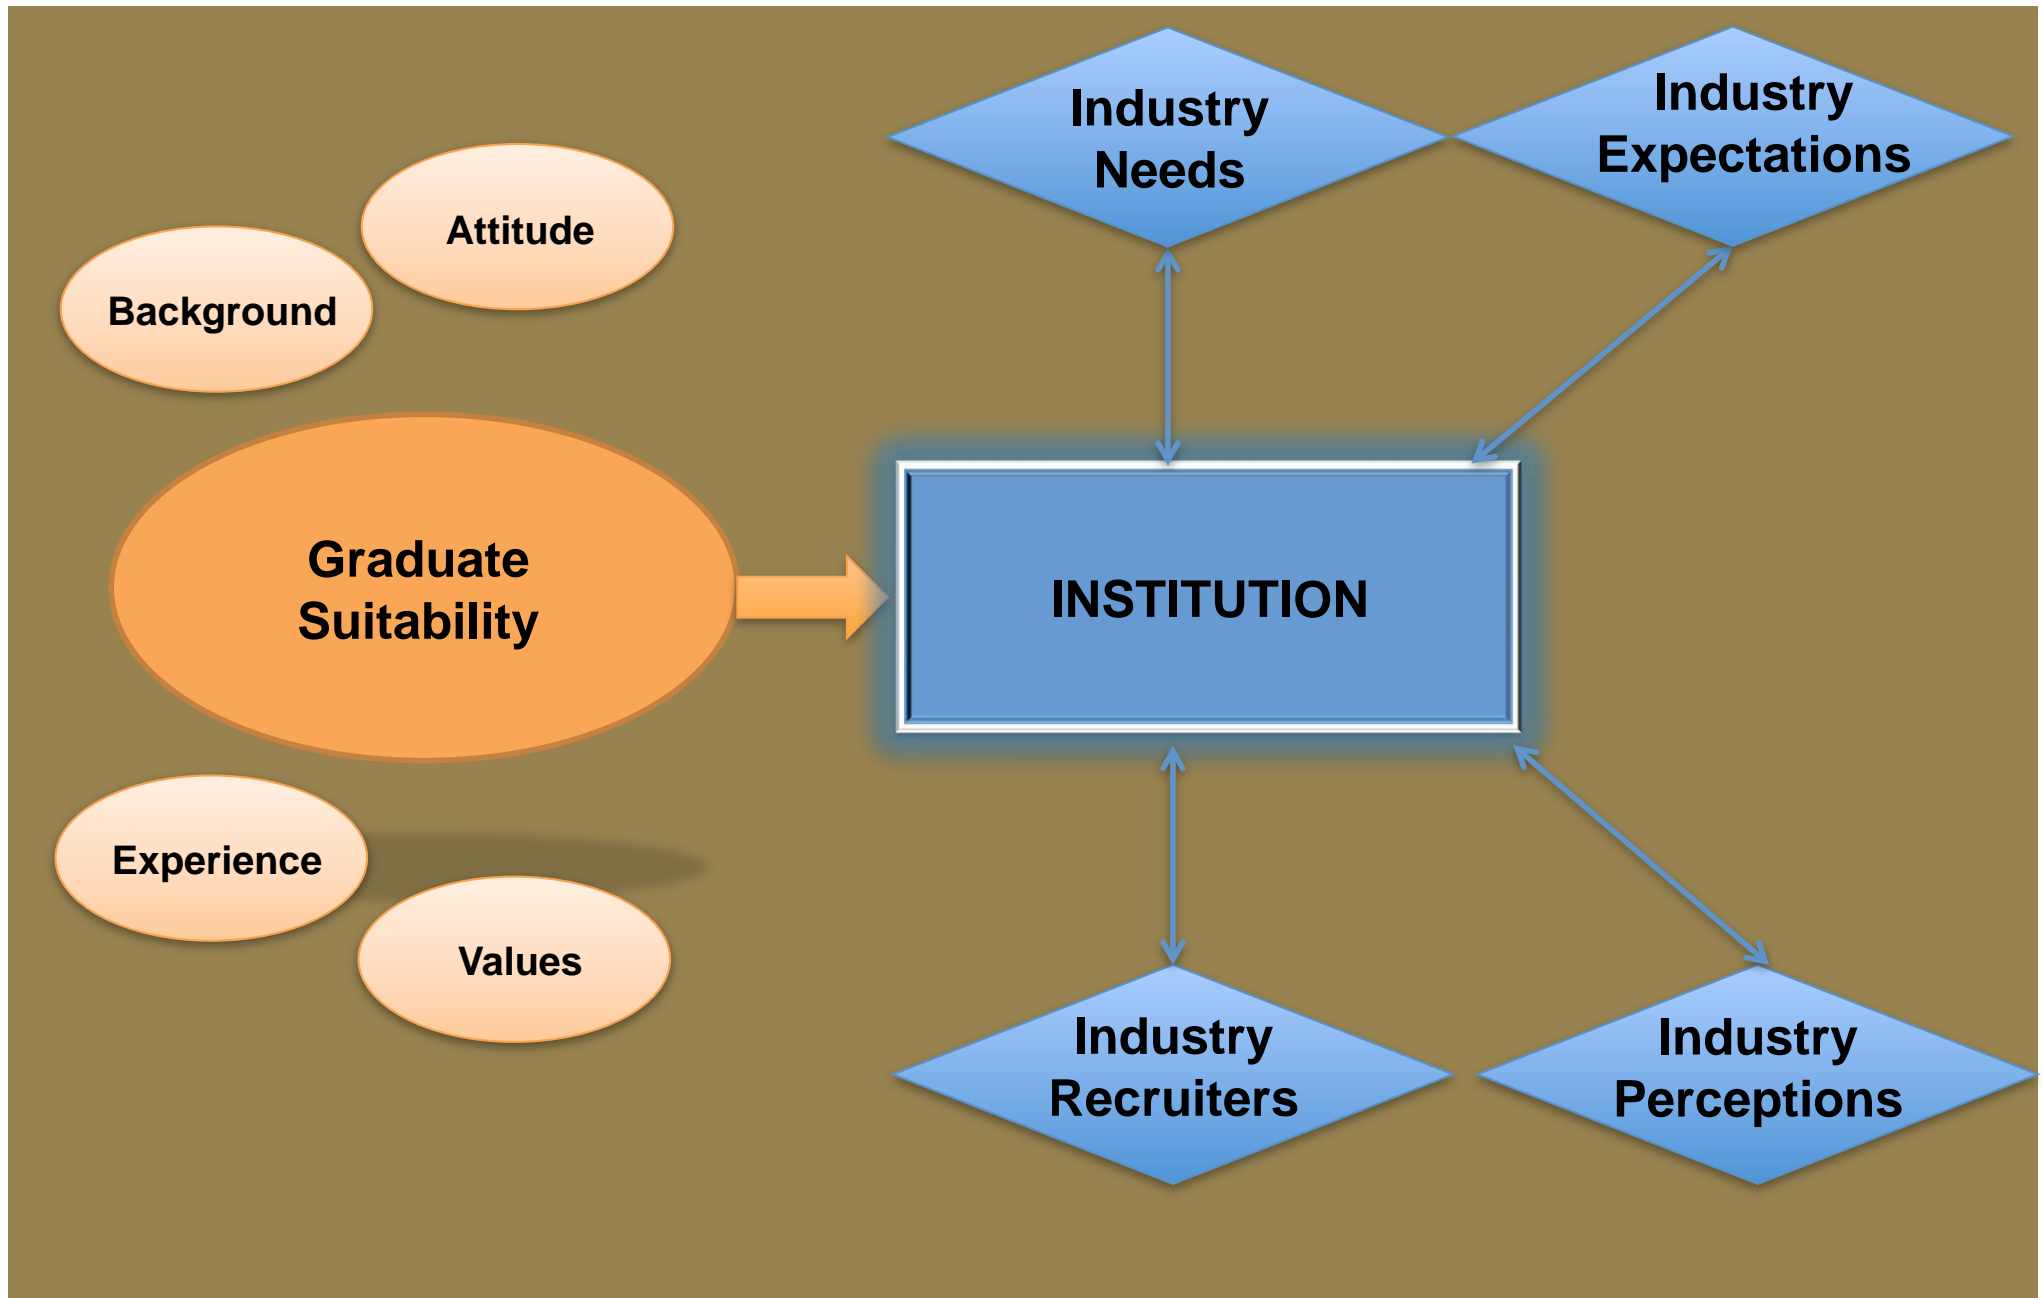 Industry
Needs
Industry
Expectations
Attitude
Background
Graduate
Suitability
INSTITUTION
Experience
Values
Industry
Recruiters
Industry
Perceptions